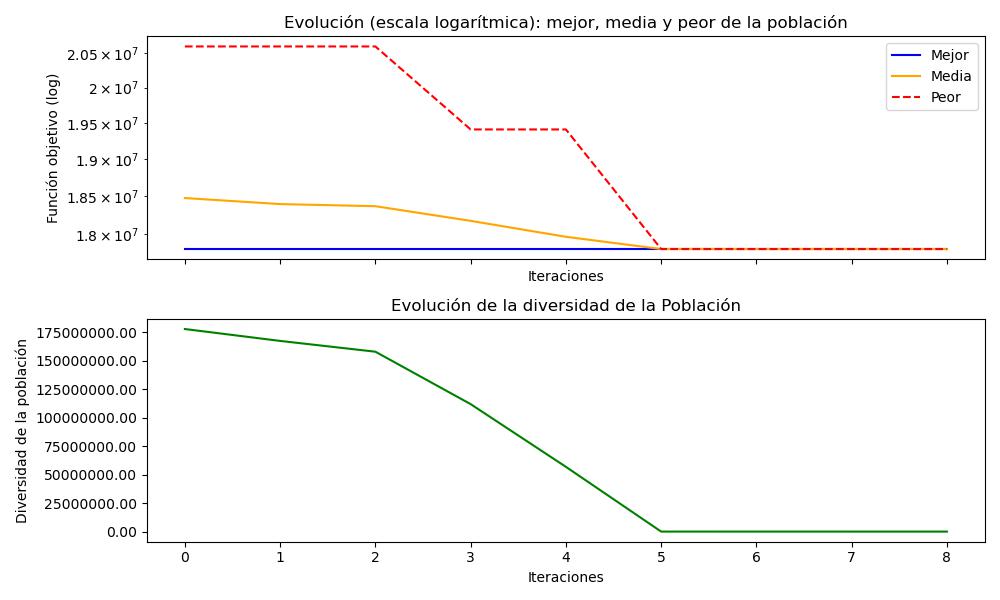 Evolución (escala logarítmica): mejor, media y peor de la población
Función objetivo (log)
2.05 × 10⁷
2 × 10⁷
1.95 × 10⁷
1.9 × 10⁷
1.85 × 10⁷
1.8 × 10⁷
Mejor
Media
Peor
Iteraciones
Evolución de la diversidad de la Población
Diversidad de la población
175000000.00
150000000.00
125000000.00
100000000.00
75000000.00
50000000.00
25000000.00
0.00
0 1 2 3 4 5 6 7 8
Iteraciones